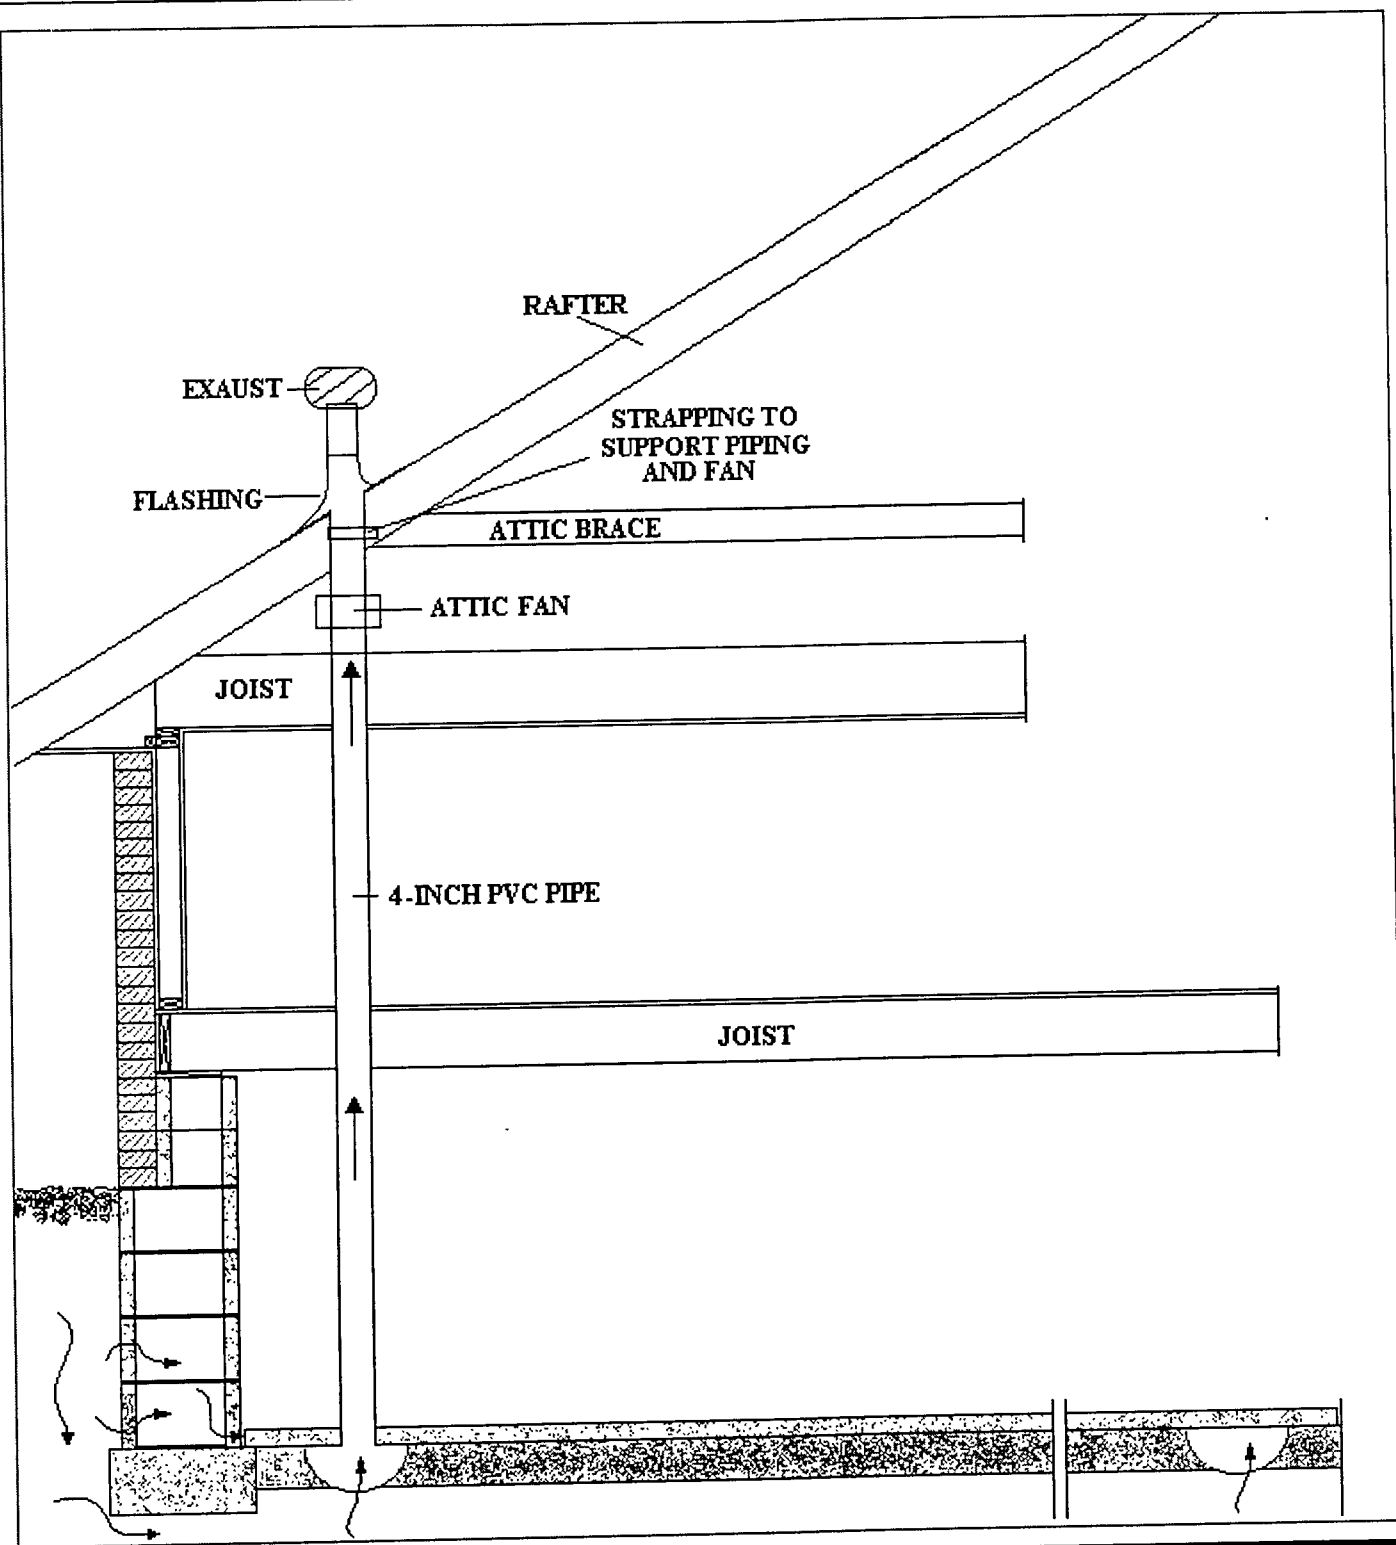 RAFTER
EXAUST
STRAPPING TO
SUPPORT PIPING
AND FAN
FLASHING
ATTIC BRACE
ATTIC FAN
JOIST
4-INCH PVC PIPE
JOIST